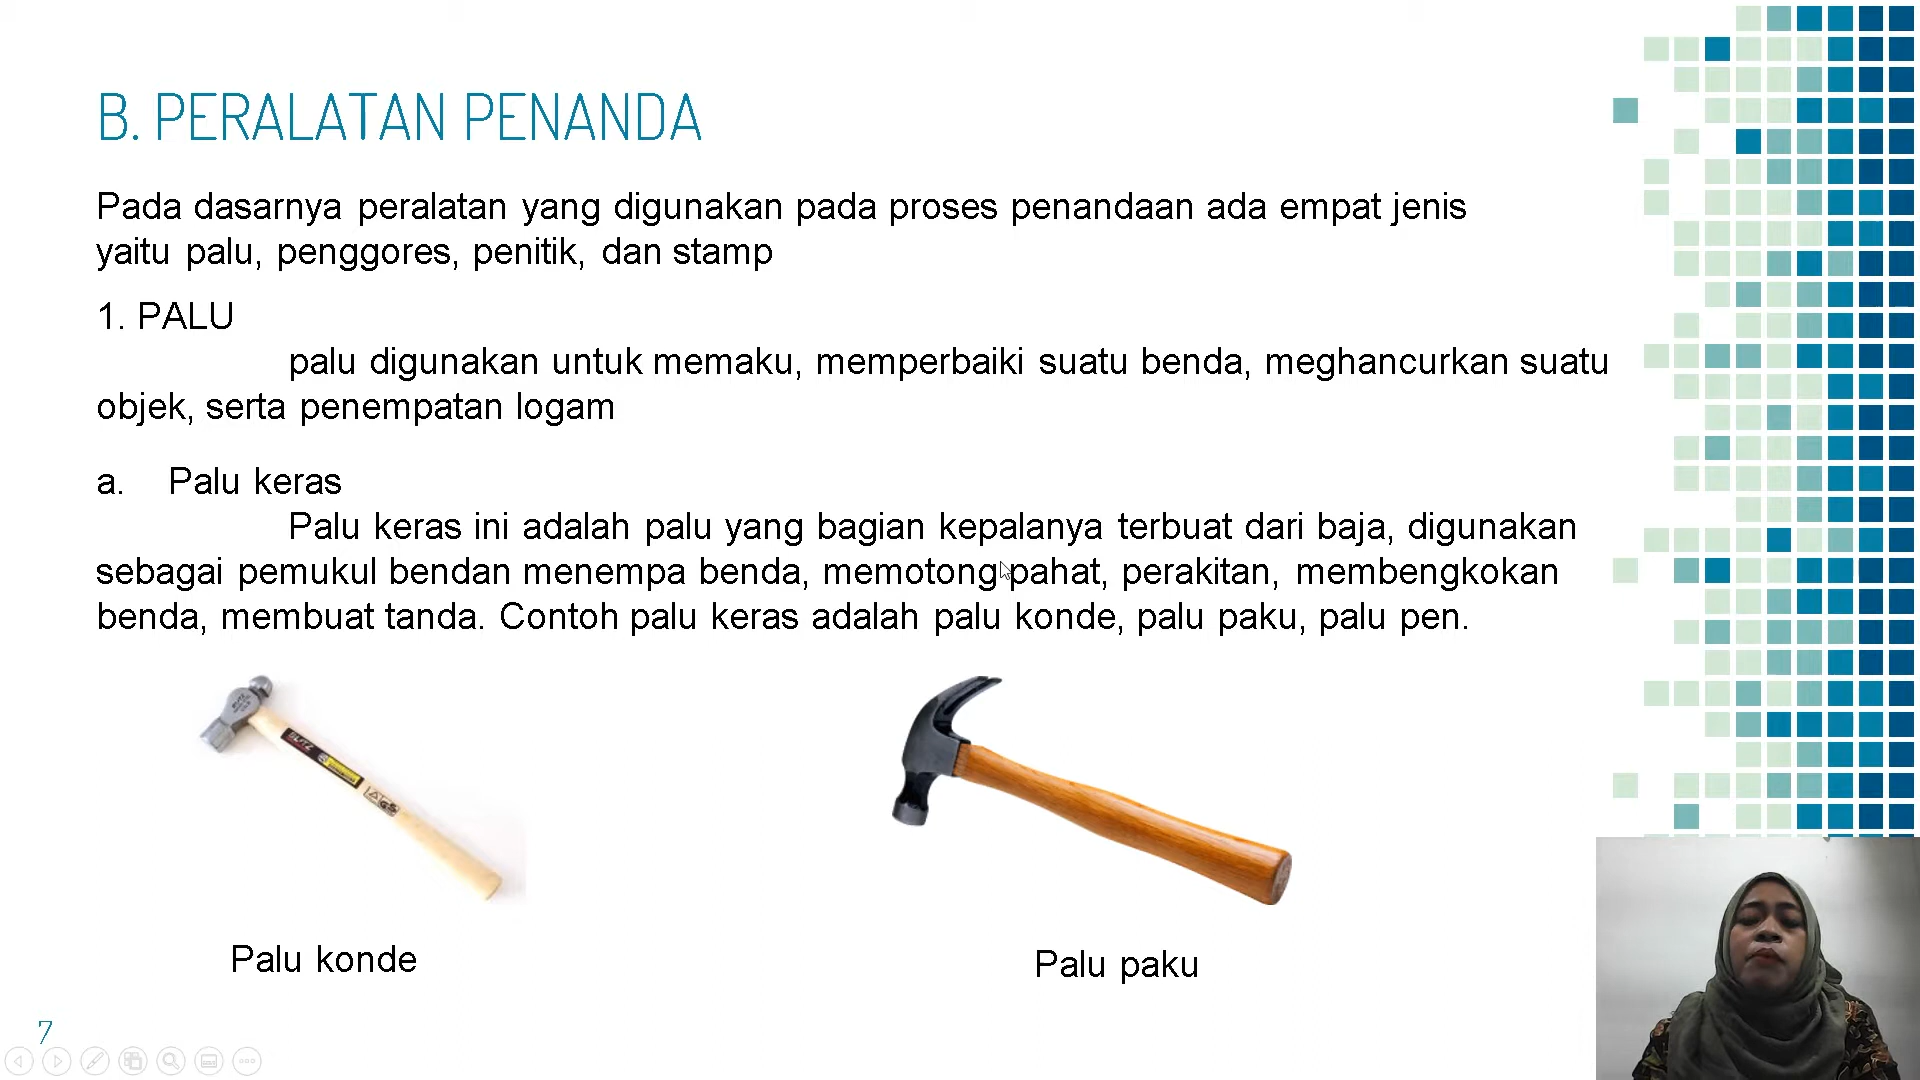 B. PERALATAN PENANDA
Pada dasarnya peralatan yang digunakan pada proses penandaan ada empat jenis
yaitu palu, penggores, penitik, dan stamp
1. PALU
palu digunakan untuk memaku, memperbaiki suatu benda, meghancurkan suatu
objek, serta penempatan logam
a. Palu keras
Palu keras ini adalah palu yang bagian kepalanya terbuat dari baja, digunakan
sebagai pemukul bendan menempa benda, memotong pahat, perakitan, membengkokan
benda, membuat tanda. Contoh palu keras adalah palu konde, palu paku, palu pen.
BLITZ
GS
Palu konde
Palu paku
7